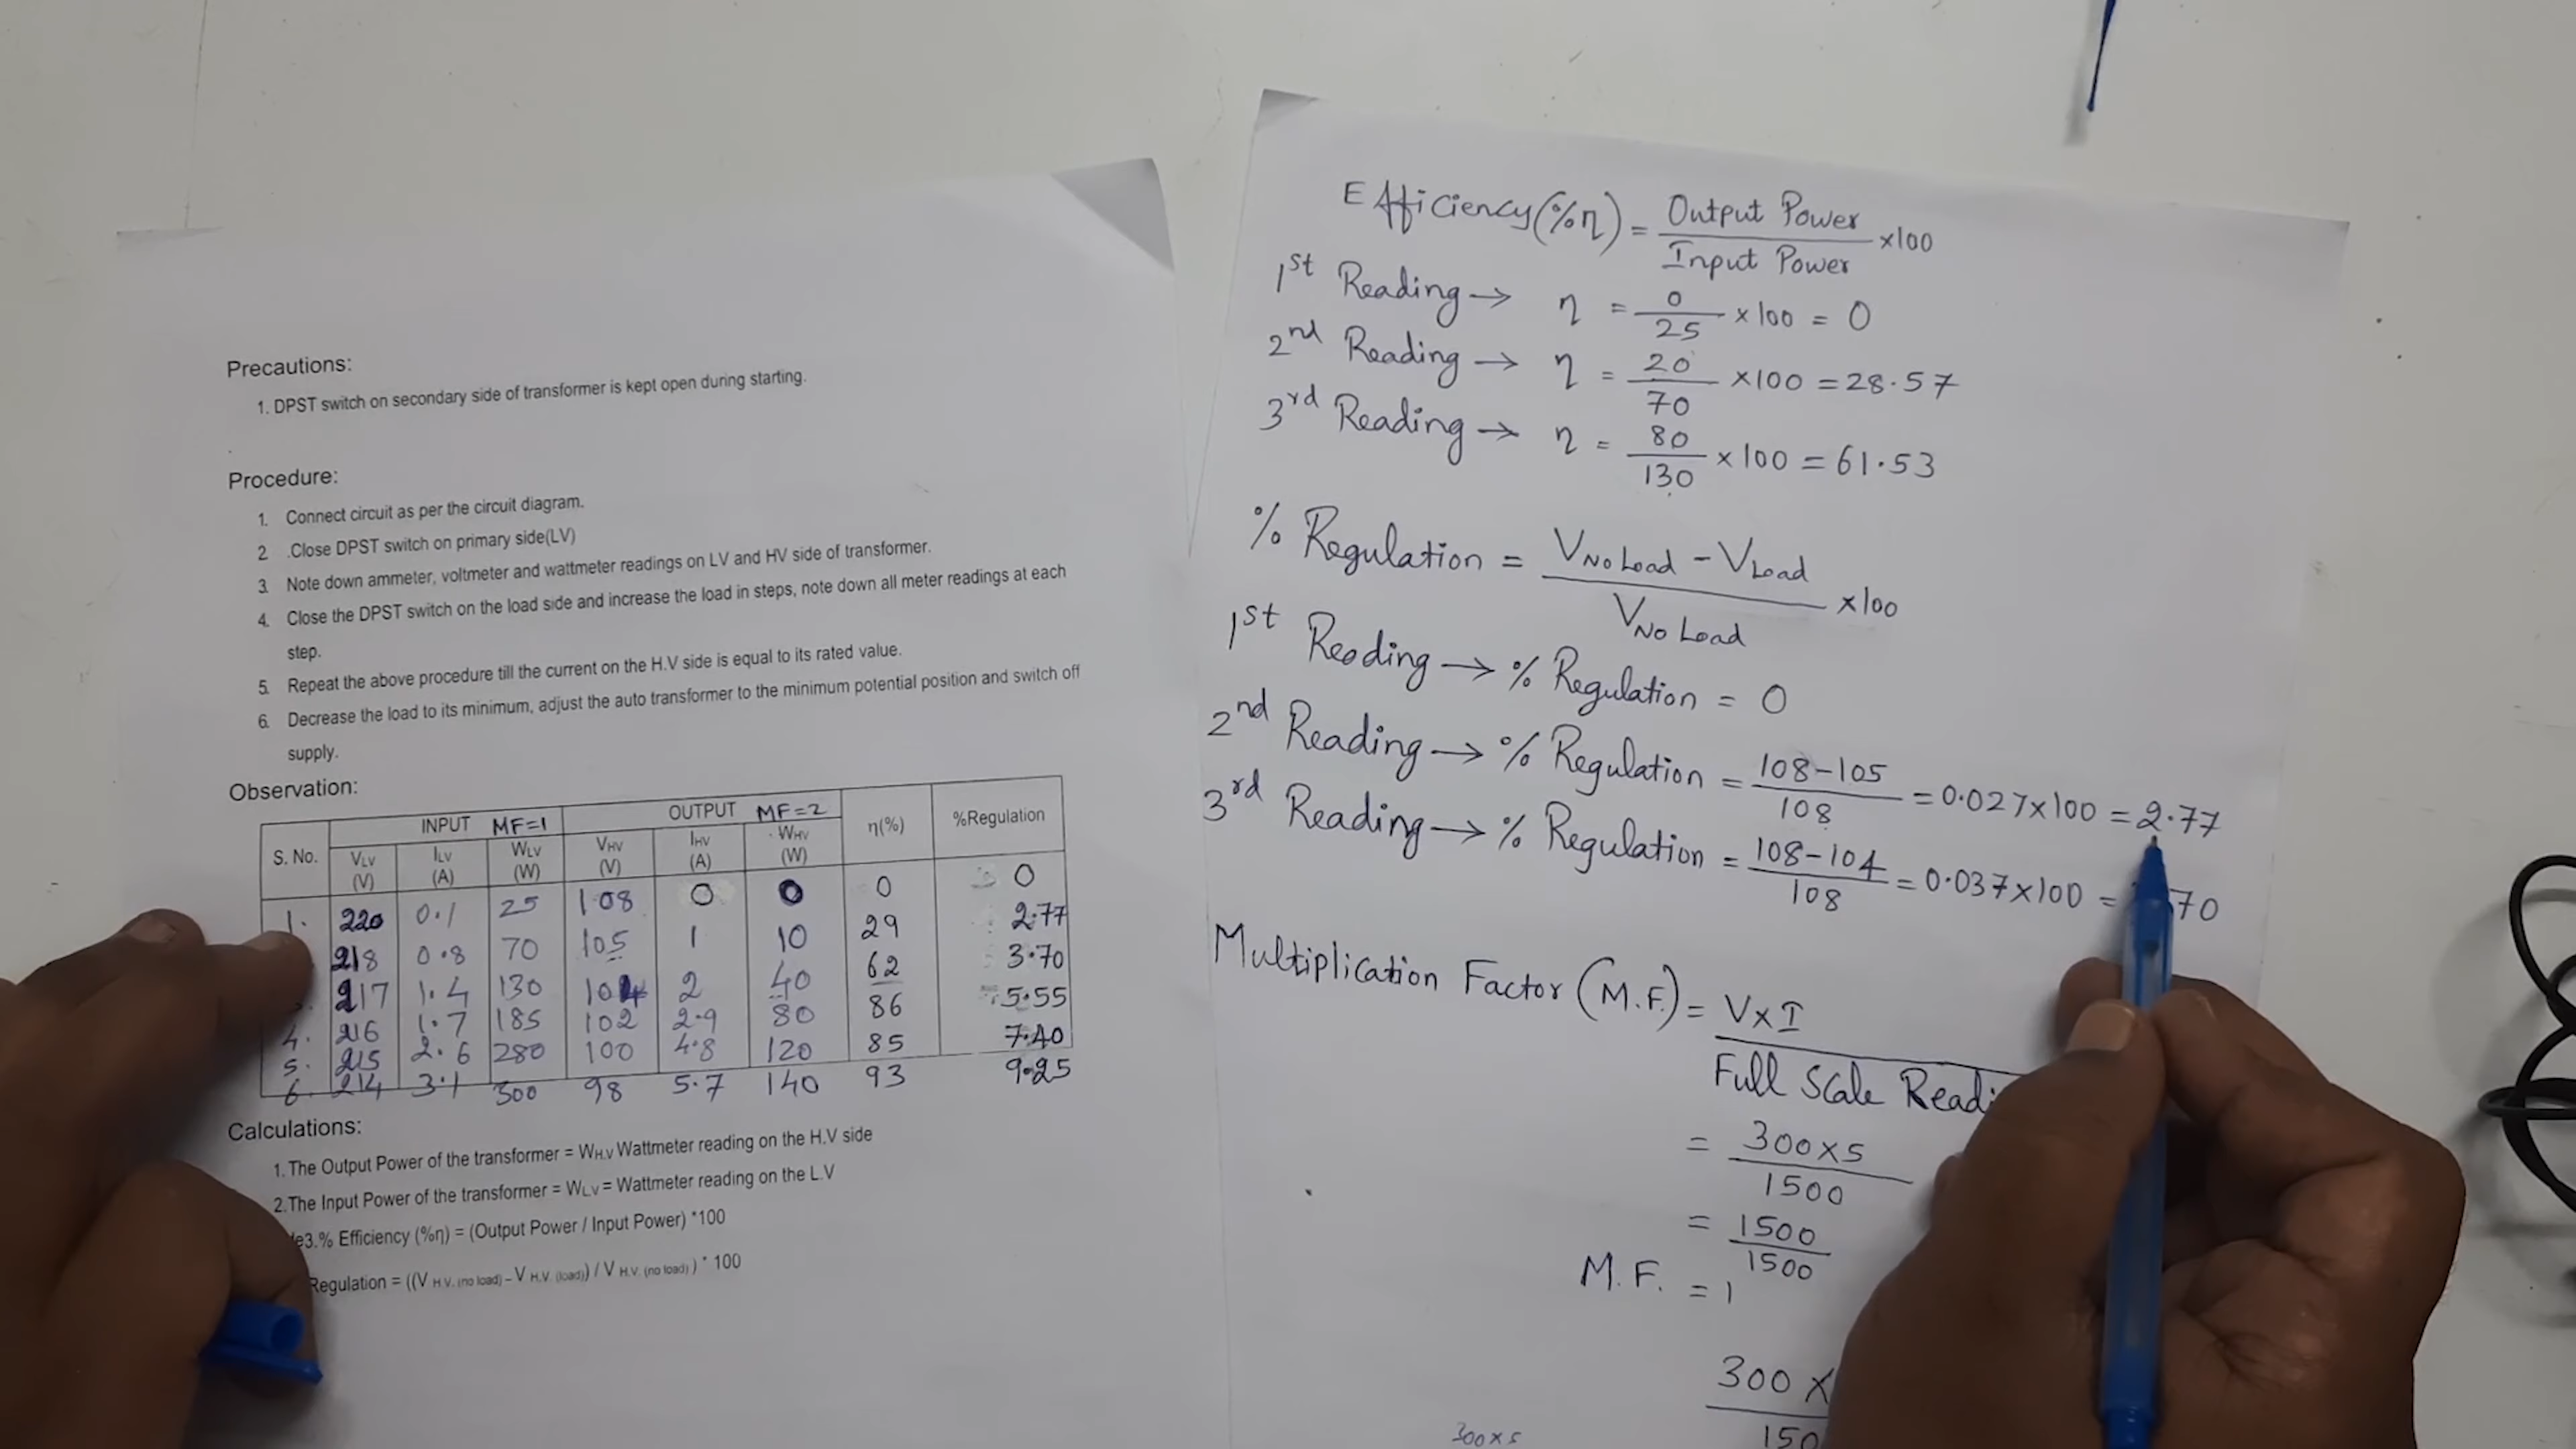 Precautions:
1. DPST switch on secondary side of transformer is kept open during starting.
Procedure:
1. Connect circuit as per the circuit diagram.
2. .Close DPST switch on primary side(LV)
3. Note down ammeter, voltmeter and wattmeter readings on LV and HV side of transformer.
4. Close the DPST switch on the load side and increase the load in steps, note down all meter readings at each
step.
5. Repeat the above procedure till the current on the H.V side is equal to its rated value.
6. Decrease the load to its minimum, adjust the auto transformer to the minimum potential position and switch off
supply.
Observation:
S. No. INPUT MF=1 OUTPUT MF=2 η(%) %Regulation
VLV (V) ILV (A) WLV (W) VHV (V) IHV (A) WHV (W)
1. 220 0.1 25 108 0 0 0 0
218 0.8 70 105 1 10 29 2.77
217 1.4 130 104 2 40 62 3.70
4. 216 1.7 185 102 2.9 80 86 5.55
5. 215 2.6 280 100 4.8 120 85 7.40
6. 214 3.1 300 98 5.7 140 93 9.25
Calculations:
1. The Output Power of the transformer = WH.V Wattmeter reading on the H.V side
2.The Input Power of the transformer = WLV = Wattmeter reading on the L.V
3.% Efficiency (%η) = (Output Power / Input Power) *100
Regulation = ((V H.V. (no load) – V H.V. (load)) / V H.V. (no load) ) * 100
Efficiency(%η) = Output Power / Input Power ×100
1st Reading → η = 0/25 ×100 = 0
2nd Reading → η = 20/70 ×100 = 28.57
3rd Reading → η = 80/130 ×100 = 61.53
% Regulation = VNo Load - VLoad / VNo Load ×100
1st Reading → % Regulation = 0
2nd Reading → % Regulation = 108-105/108 = 0.027×100 = 2.77
3rd Reading → % Regulation = 108-104/108 = 0.037×100 = 70
Multiplication Factor (M.F.) = V×I
Full Scale Readi
= 300×5/1500
= 1500/1500
M.F. = 1
300 ×
150
300×5